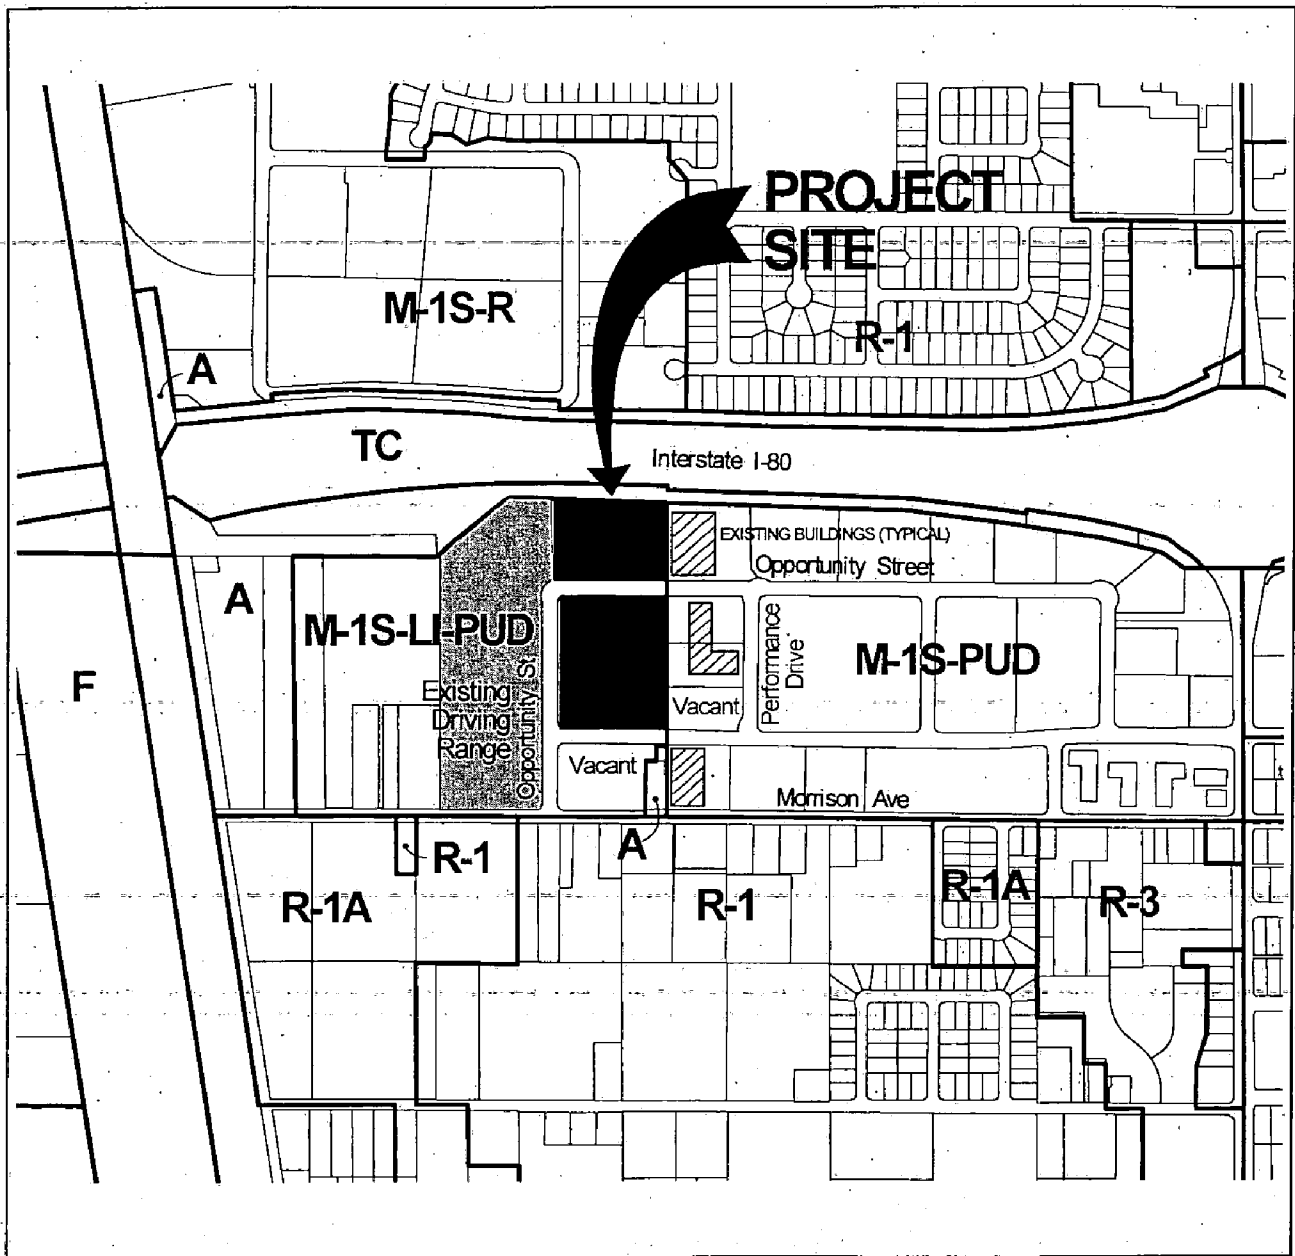 PROJECT
SITE
M-1S-R
R-1
A
TC
Interstate I-80
EXISTING BUILDINGS (TYPICAL)
Opportunity Street
A
M-1S-LI-PUD
M-1S-PUD
Performance
Drive
F
Existing
Driving
Range
Opportunity St
Vacant
Vacant
Morrison Ave
A
R-1
R-1A
R-1
R-1A
R-3